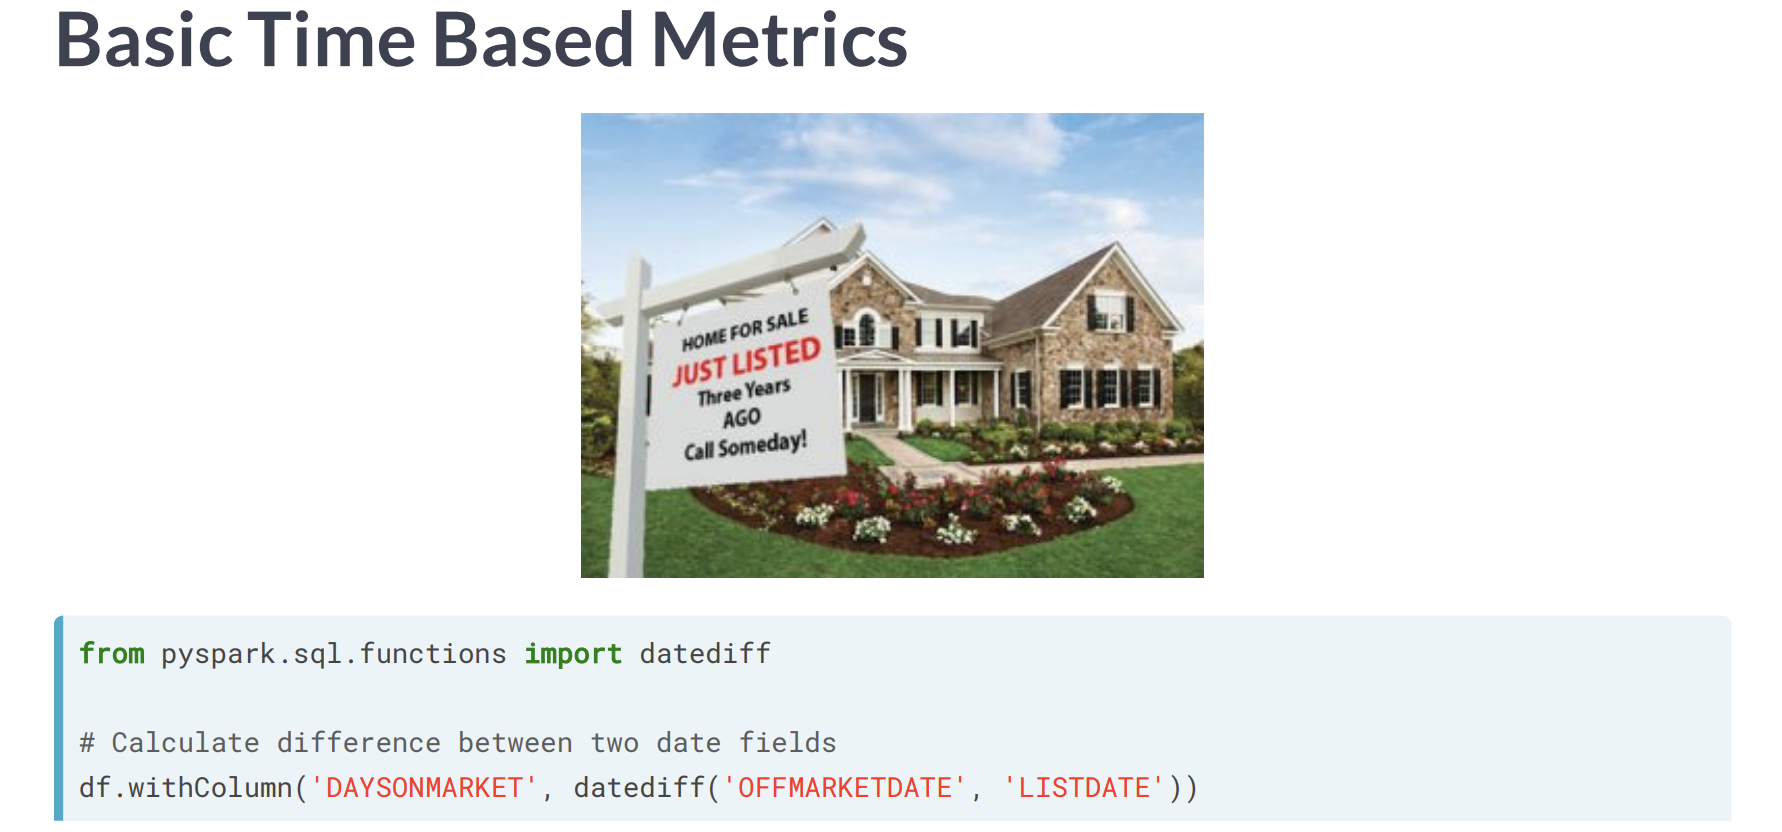 Basic Time Based Metrics
HOME FOR SALE
JUST LISTED
Three Years
AGO
Call Someday!
from pyspark.sql.functions import datediff
# Calculate difference between two date fields
df.withColumn('DAYSONMARKET', datediff('OFFMARKETDATE', 'LISTDATE'))